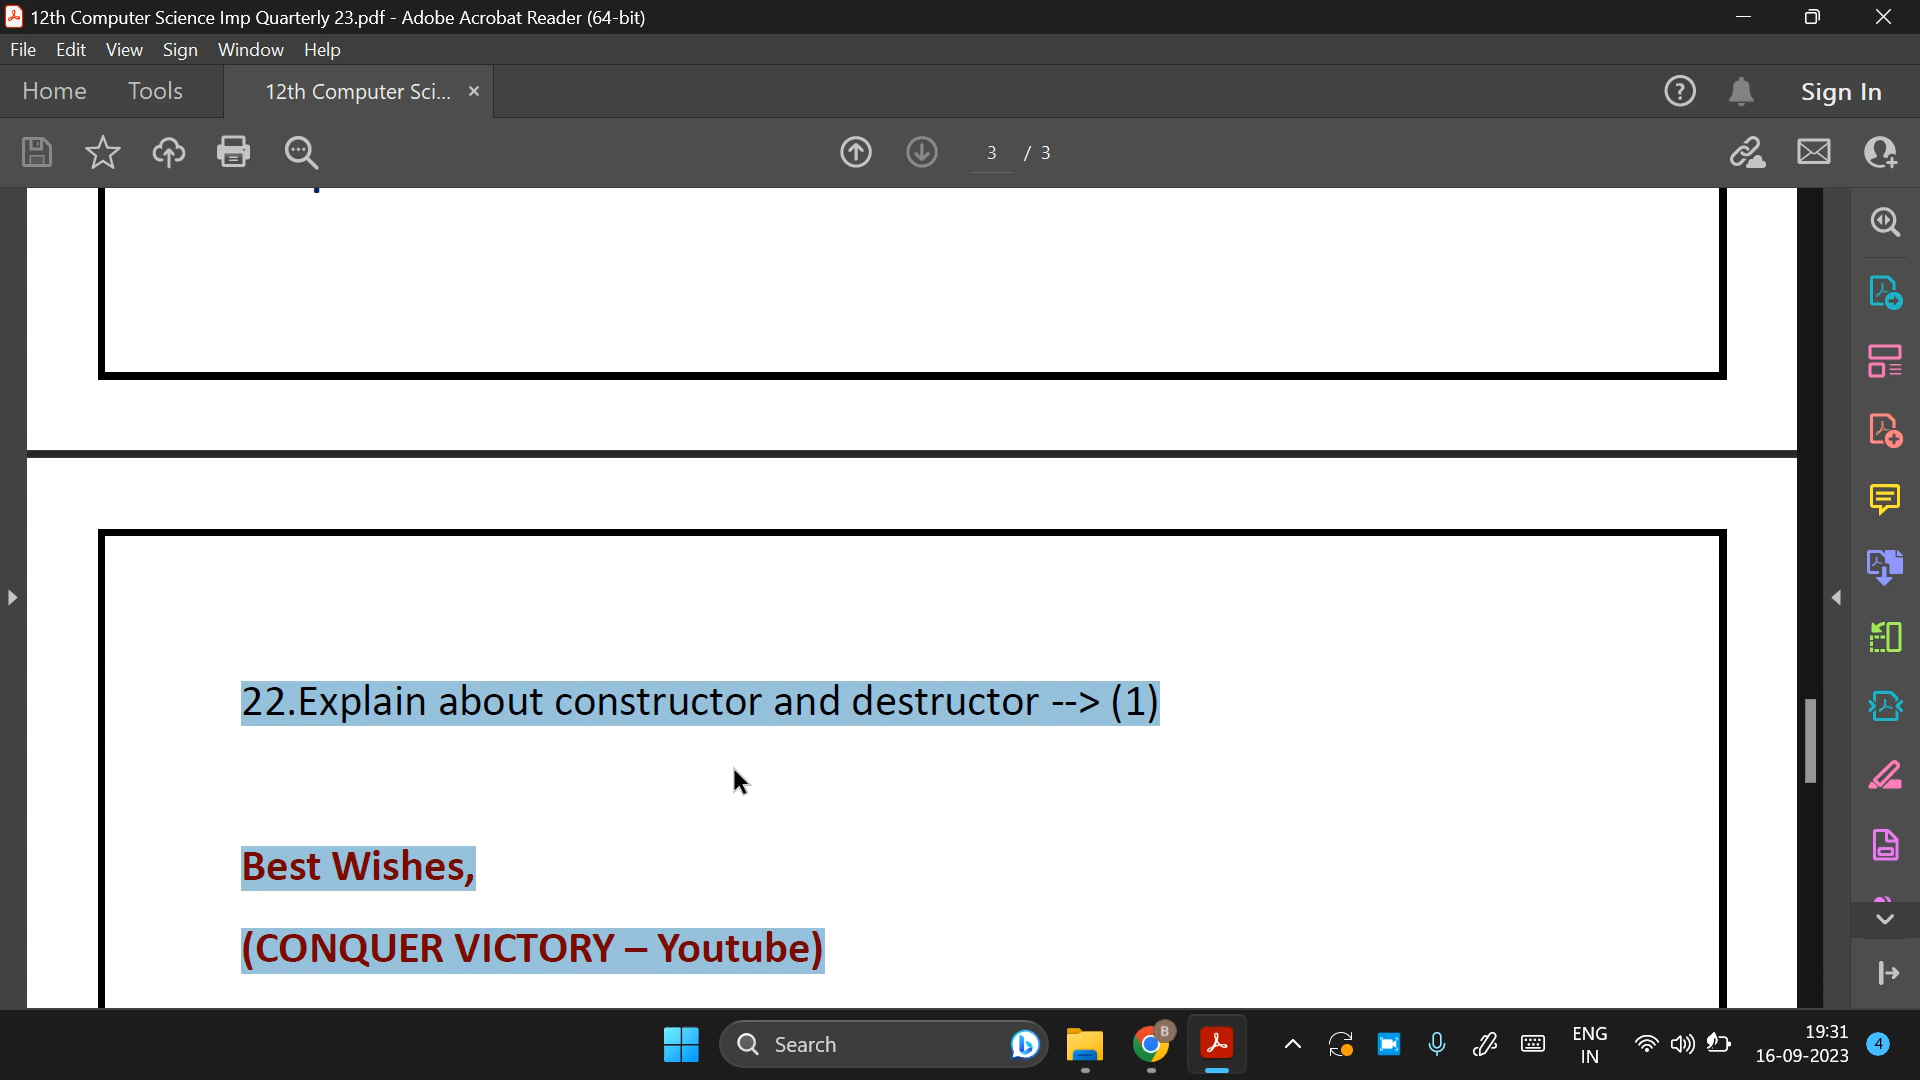 12th Computer Science Imp Quarterly 23.pdf - Adobe Acrobat Reader (64-bit)
File Edit View Sign Window Help
Home Tools 12th Computer Sci... × Sign In
3 / 3
22.Explain about constructor and destructor --> (1)
Best Wishes,
(CONQUER VICTORY – Youtube)
Search
B
ENG
IN
19:31
16-09-2023
4